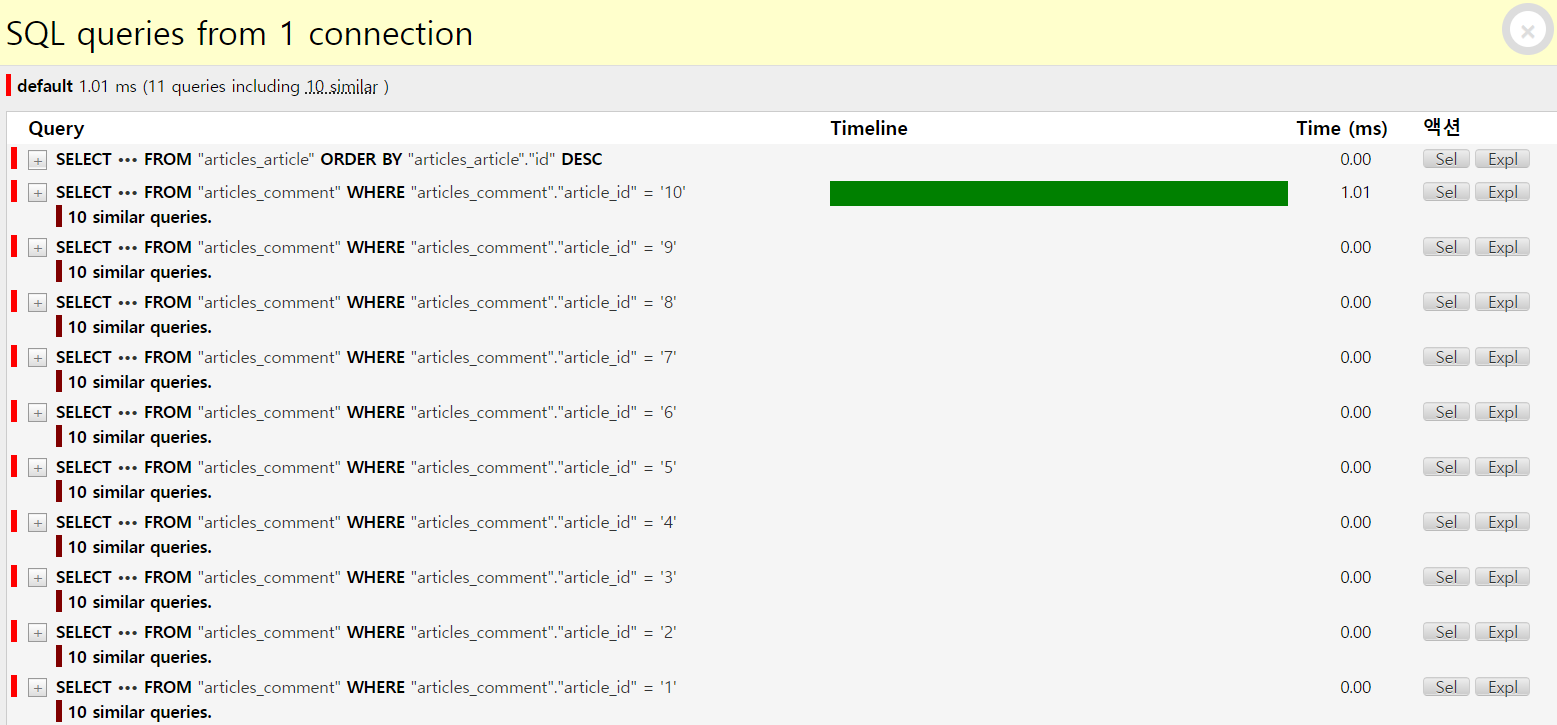 SQL queries from 1 connection
×
default 1.01 ms (11 queries including 10 similar )
Query Timeline Time (ms) 액션
+ SELECT ••• FROM "articles_article" ORDER BY "articles_article"."id" DESC 0.00 Sel Expl
+ SELECT ••• FROM "articles_comment" WHERE "articles_comment"."article_id" = '10' 1.01 Sel Expl
10 similar queries.
+ SELECT ••• FROM "articles_comment" WHERE "articles_comment"."article_id" = '9' 0.00 Sel Expl
10 similar queries.
+ SELECT ••• FROM "articles_comment" WHERE "articles_comment"."article_id" = '8' 0.00 Sel Expl
10 similar queries.
+ SELECT ••• FROM "articles_comment" WHERE "articles_comment"."article_id" = '7' 0.00 Sel Expl
10 similar queries.
+ SELECT ••• FROM "articles_comment" WHERE "articles_comment"."article_id" = '6' 0.00 Sel Expl
10 similar queries.
+ SELECT ••• FROM "articles_comment" WHERE "articles_comment"."article_id" = '5' 0.00 Sel Expl
10 similar queries.
+ SELECT ••• FROM "articles_comment" WHERE "articles_comment"."article_id" = '4' 0.00 Sel Expl
10 similar queries.
+ SELECT ••• FROM "articles_comment" WHERE "articles_comment"."article_id" = '3' 0.00 Sel Expl
10 similar queries.
+ SELECT ••• FROM "articles_comment" WHERE "articles_comment"."article_id" = '2' 0.00 Sel Expl
10 similar queries.
+ SELECT ••• FROM "articles_comment" WHERE "articles_comment"."article_id" = '1' 0.00 Sel Expl
10 similar queries.